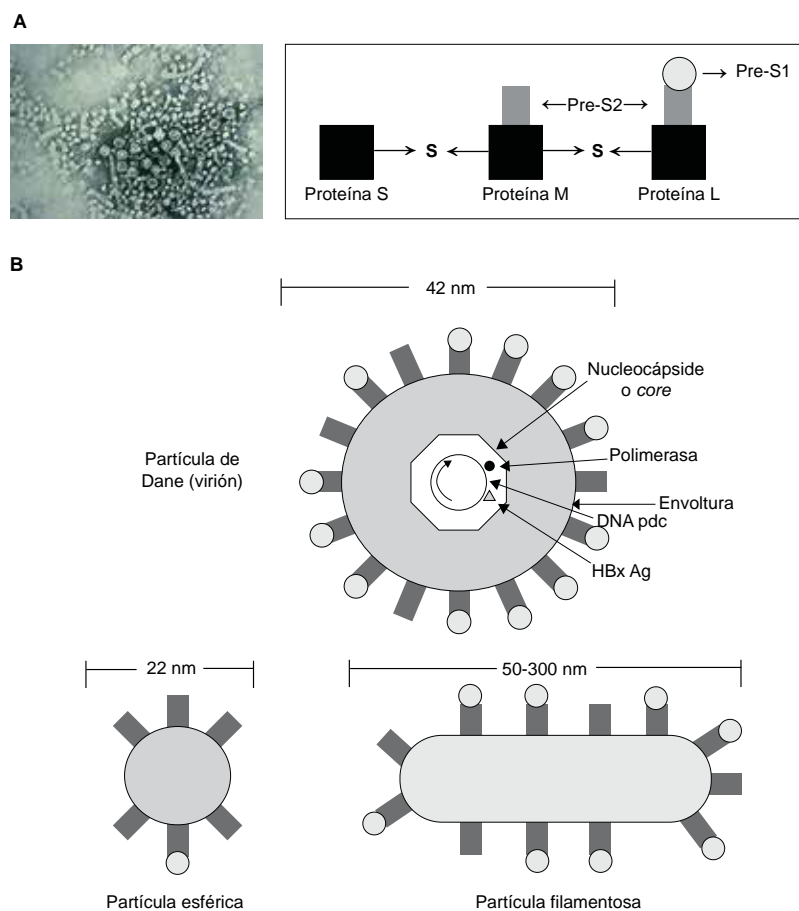 A
Pre-S1
Pre-S2
S
S
Proteína S
Proteína M
Proteína L
B
42 nm
Nucleocápside
o core
Partícula de
Dane (virión)
Polimerasa
Envoltura
DNA pdc
HBx Ag
22 nm
50-300 nm
Partícula esférica
Partícula filamentosa